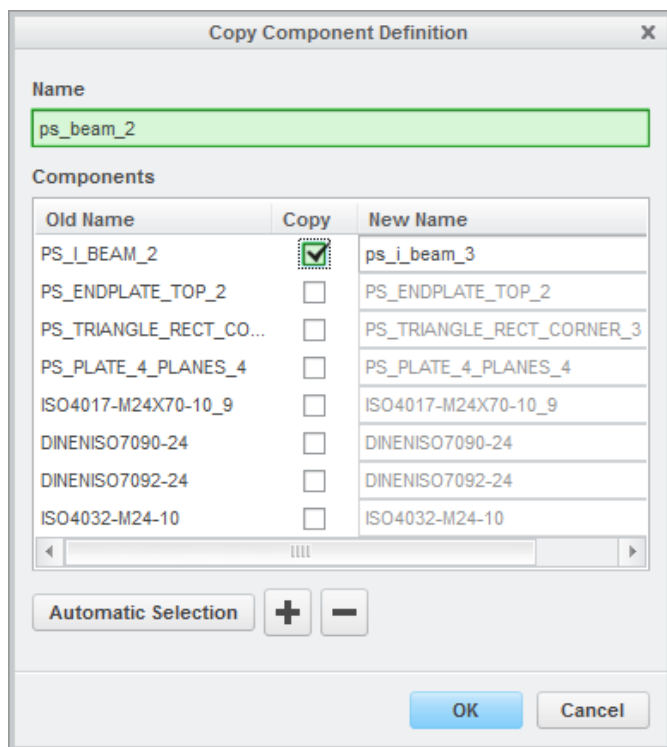 Copy Component Definition
Name
ps_beam_2
Components
Old Name Copy New Name
PS_I_BEAM_2 ps_i_beam_3
PS_ENDPLATE_TOP_2 PS_ENDPLATE_TOP_2
PS_TRIANGLE_RECT_CO... PS_TRIANGLE_RECT_CORNER_3
PS_PLATE_4_PLANES_4 PS_PLATE_4_PLANES_4
ISO4017-M24X70-10_9 ISO4017-M24X70-10_9
DINENISO7090-24 DINENISO7090-24
DINENISO7092-24 DINENISO7092-24
ISO4032-M24-10 ISO4032-M24-10
Automatic Selection
OK Cancel